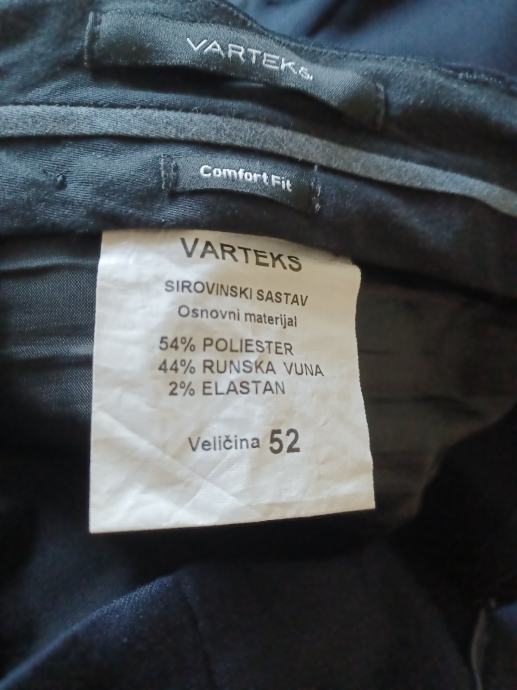 VARTEKS
Comfort Fit
VARTEKS
SIROVINSKI SASTAV
Osnovni materijal
54% POLIESTER
44% RUNSKA VUNA
2% ELASTAN
Veličina 52